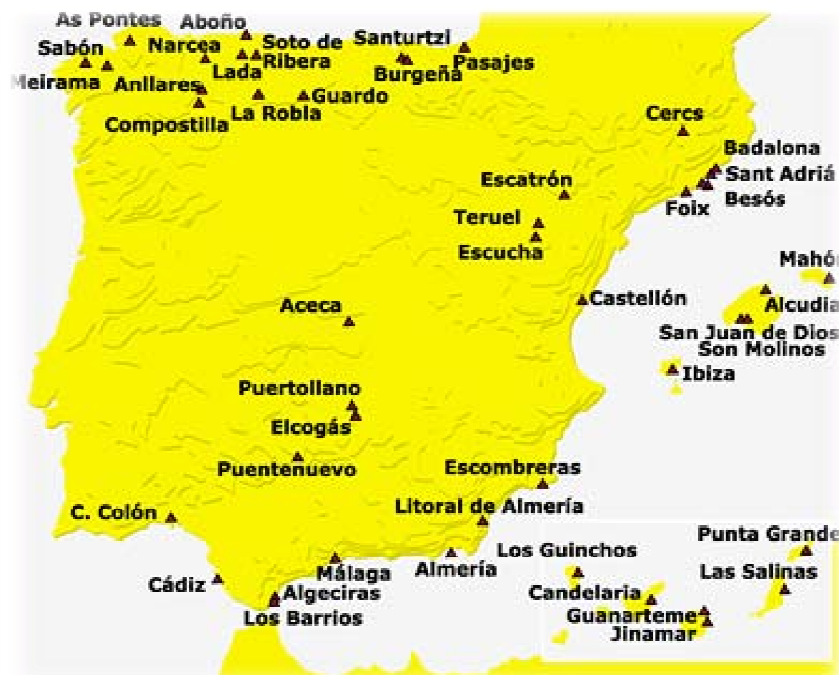 As Pontes
Aboño
Sabón
Narcea
Soto de
Ribera
Santurtzi
Pasajes
Meirama
Anllares
Lada
Burgeña
Compostilla
La Robla
Guardo
Cercs
Badalona
Sant Adriá
Besós
Foix
Escatrón
Teruel
Escucha
Mahón
Castellón
Alcudia
San Juan de Dios
Son Molinos
Ibiza
Aceca
Puertollano
Elcogás
Puentenuevo
Escombreras
C. Colón
Litoral de Almería
Almería
Málaga
Cádiz
Algeciras
Los Barrios
Los Guinchos
Punta Grande
Las Salinas
Candelaria
Guanarteme
Jinamar